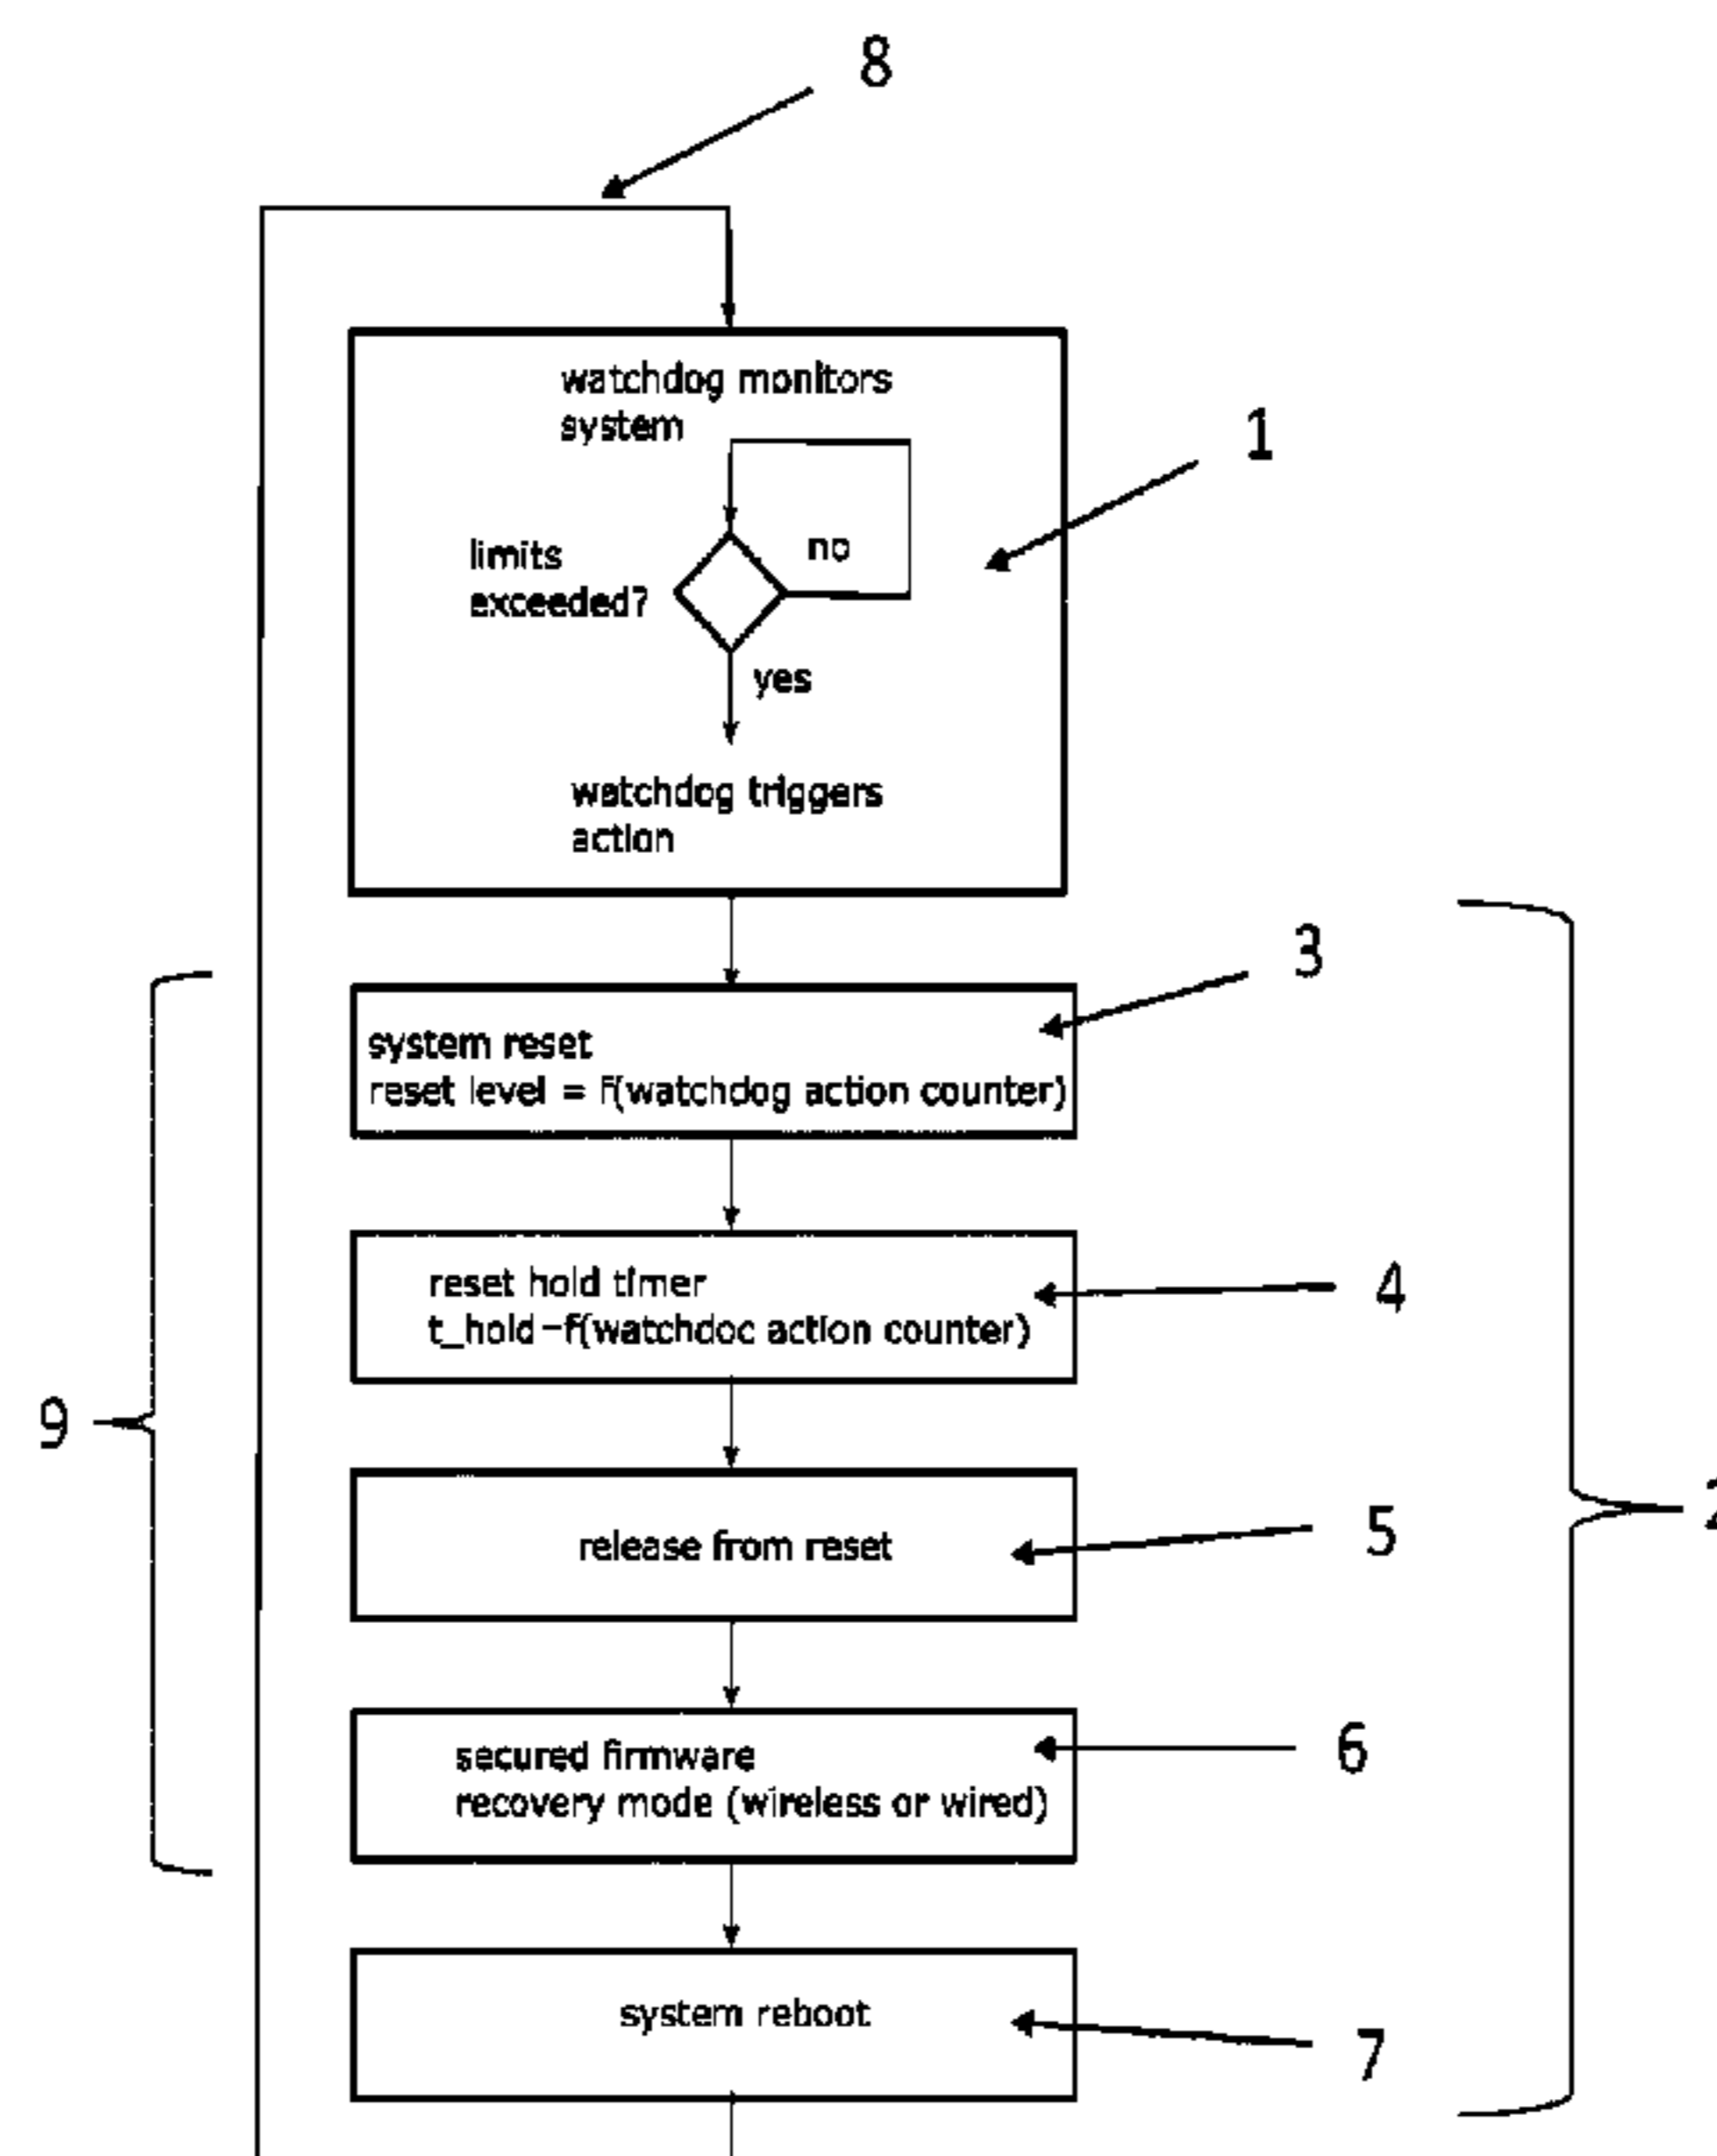 8
watchdog monitors
system
1
limits
exceeded?
no
yes
watchdog triggers
action
3
system reset
reset level = f(watchdog action counter)
reset hold timer
t_hold=f(watchdoc action counter)
4
9
2
release from reset
5
secured firmware
recovery mode (wireless or wired)
6
system reboot
7